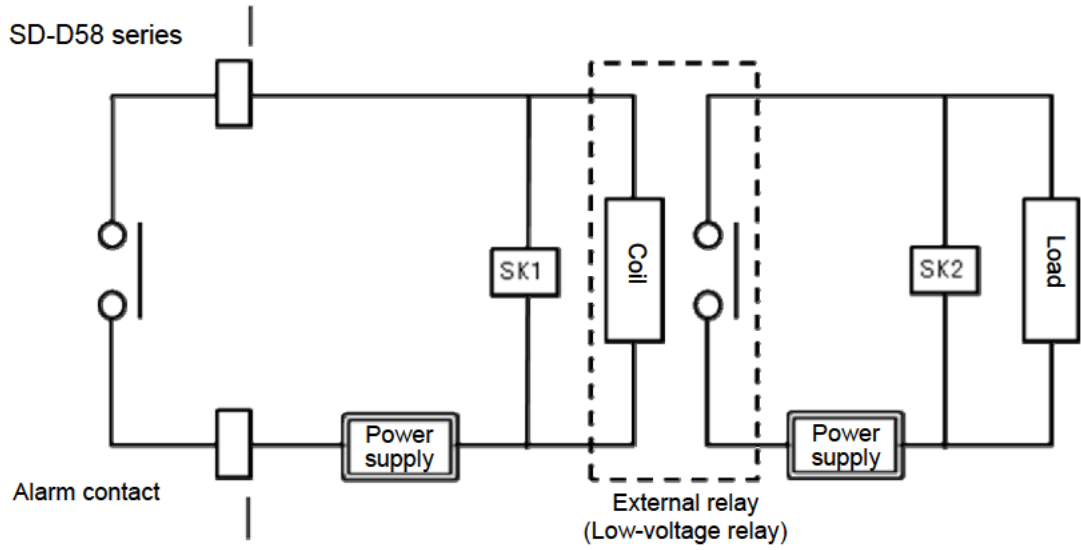 SD-D58 series
SK1
Coil
SK2
Load
Power
supply
Power
supply
Alarm contact
External relay
(Low-voltage relay)